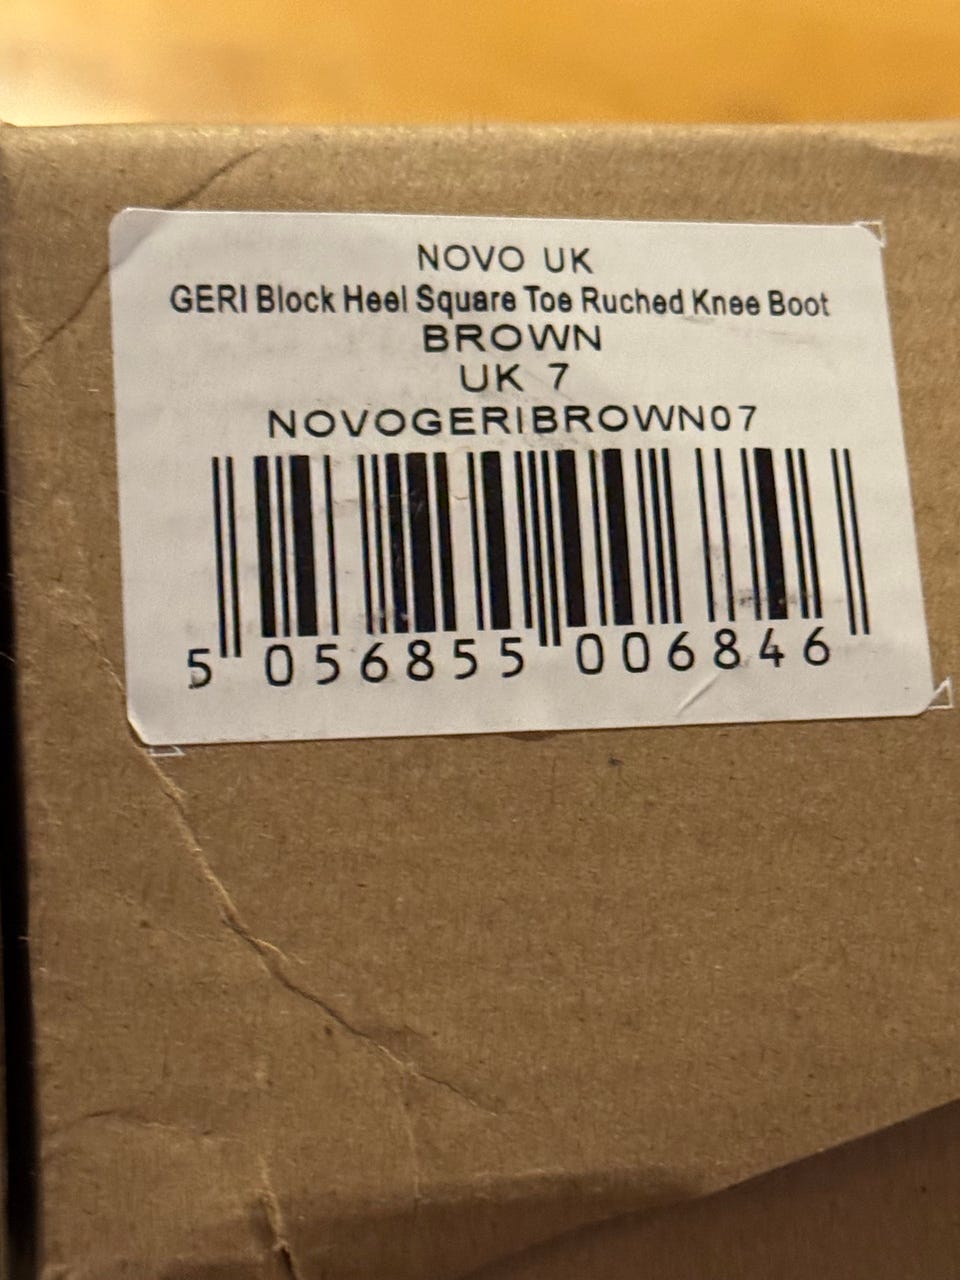 NOVO UK
GERI Block Heel Square Toe Ruched Knee Boot
BROWN
UK 7
NOVOGERIBROWN07
5 056855 006846